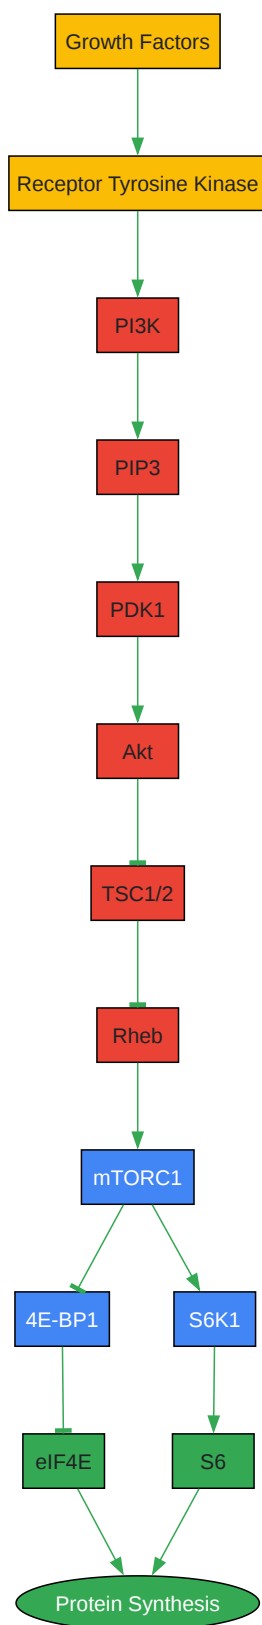 Growth Factors
Receptor Tyrosine Kinase
PI3K
PIP3
PDK1
Akt
TSC1/2
Rheb
mTORC1
4E-BP1
S6K1
eIF4E
S6
Protein Synthesis